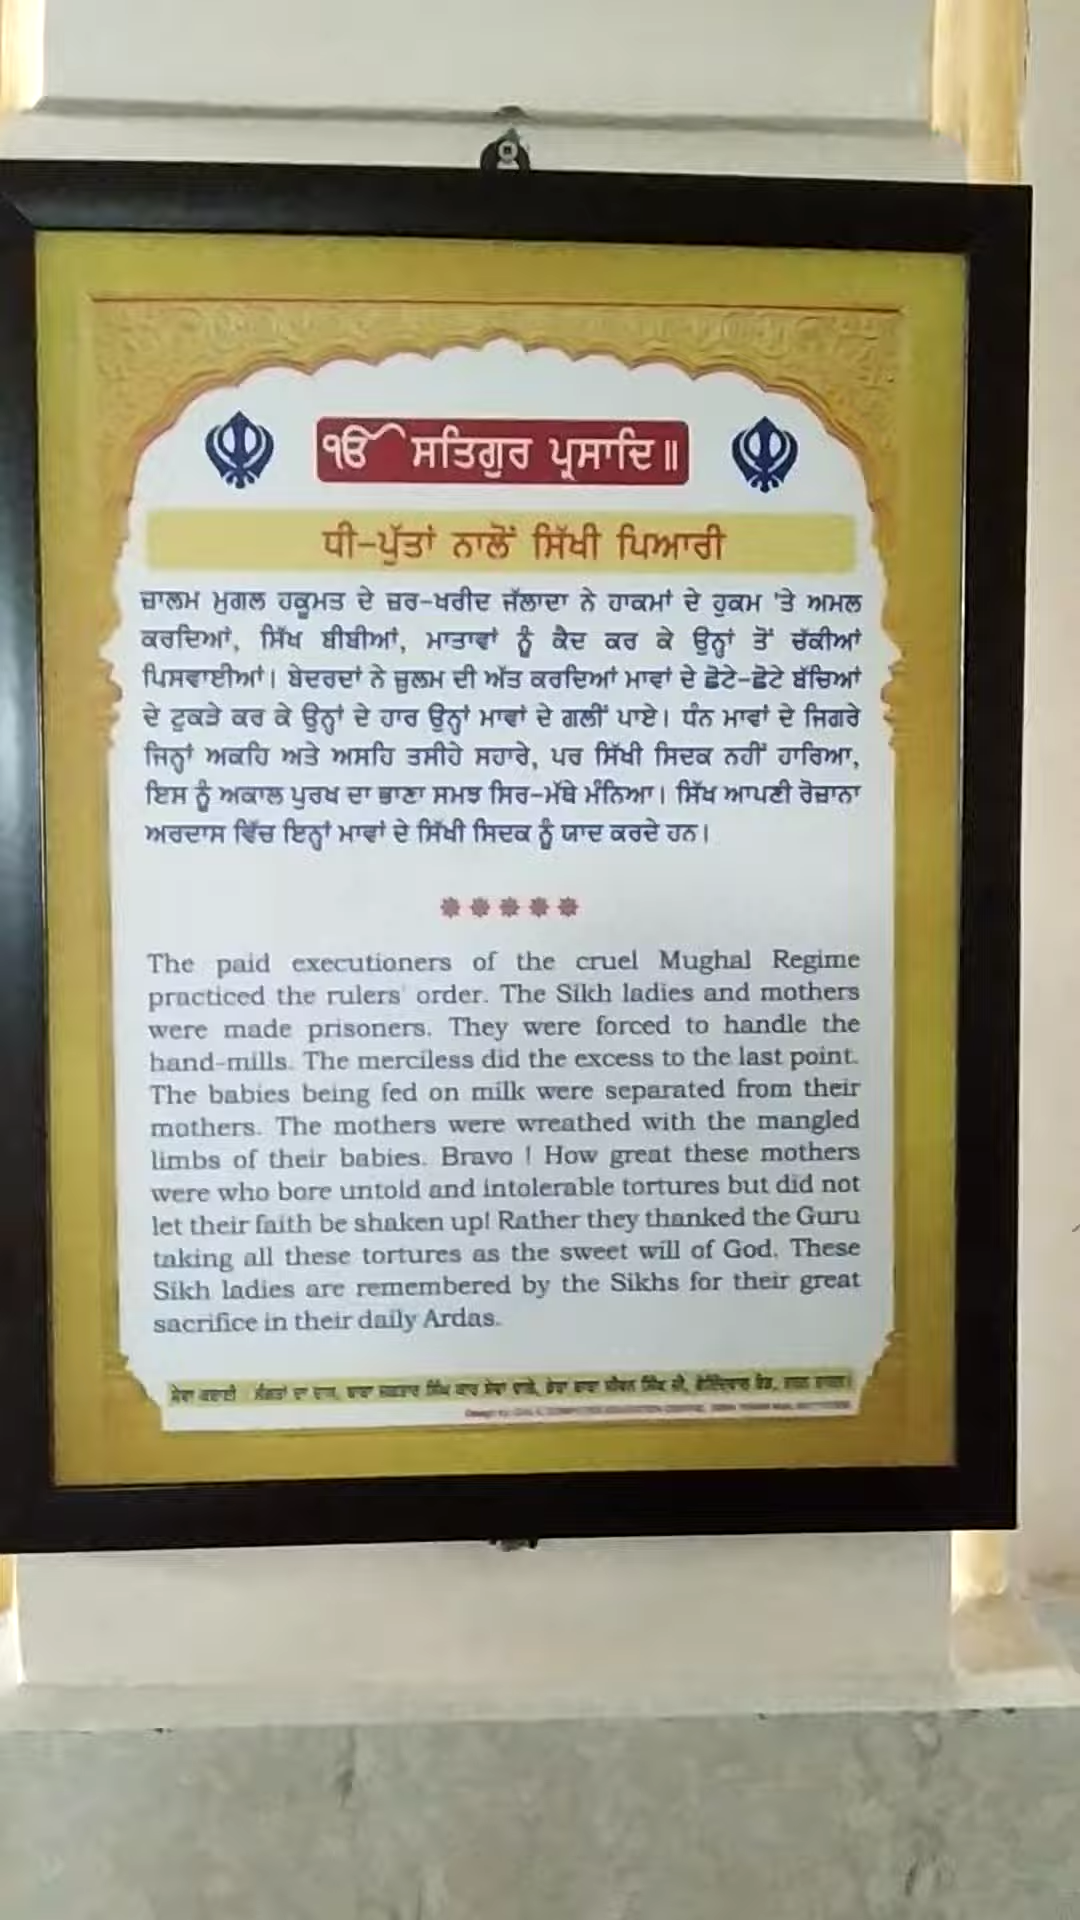 ੴ ਸਤਿਗੁਰ ਪ੍ਰਸਾਦਿ॥
ਧੀ-ਪੁੱਤਾਂ ਨਾਲੋਂ ਸਿੱਖੀ ਪਿਆਰੀ
ਜ਼ਾਲਮ ਮੁਗਲ ਹਕੂਮਤ ਦੇ ਜ਼ਰ-ਖਰੀਦ ਜੱਲਾਦਾ ਨੇ ਹਾਕਮਾਂ ਦੇ ਹੁਕਮ 'ਤੇ ਅਮਲ
ਕਰਦਿਆਂ, ਸਿੱਖ ਬੀਬੀਆਂ, ਮਾਤਾਵਾਂ ਨੂੰ ਕੈਦ ਕਰ ਕੇ ਉਨ੍ਹਾਂ ਤੋਂ ਚੱਕੀਆਂ
ਪਿਸਵਾਈਆਂ। ਬੇਦਰਦਾਂ ਨੇ ਜ਼ੁਲਮ ਦੀ ਅੱਤ ਕਰਦਿਆਂ ਮਾਵਾਂ ਦੇ ਛੋਟੇ-ਛੋਟੇ ਬੱਚਿਆਂ
ਦੇ ਟੁਕੜੇ ਕਰ ਕੇ ਉਨ੍ਹਾਂ ਦੇ ਹਾਰ ਉਨ੍ਹਾਂ ਮਾਵਾਂ ਦੇ ਗਲੀਂ ਪਾਏ। ਧੰਨ ਮਾਵਾਂ ਦੇ ਜਿਗਰੇ
ਜਿਨ੍ਹਾਂ ਅਕਹਿ ਅਤੇ ਅਸਹਿ ਤਸੀਹੇ ਸਹਾਰੇ, ਪਰ ਸਿੱਖੀ ਸਿਦਕ ਨਹੀਂ ਹਾਰਿਆ,
ਇਸ ਨੂੰ ਅਕਾਲ ਪੁਰਖ ਦਾ ਭਾਣਾ ਸਮਝ ਸਿਰ-ਮੱਥੇ ਮੰਨਿਆ। ਸਿੱਖ ਆਪਣੀ ਰੋਜ਼ਾਨਾ
ਅਰਦਾਸ ਵਿੱਚ ਇਨ੍ਹਾਂ ਮਾਵਾਂ ਦੇ ਸਿੱਖੀ ਸਿਦਕ ਨੂੰ ਯਾਦ ਕਰਦੇ ਹਨ।
The paid executioners of the cruel Mughal Regime
practiced the rulers' order. The Sikh ladies and mothers
were made prisoners. They were forced to handle the
hand-mills. The merciless did the excess to the last point.
The babies being fed on milk were separated from their
mothers. The mothers were wreathed with the mangled
limbs of their babies. Bravo ! How great these mothers
were who bore untold and intolerable tortures but did not
let their faith be shaken up! Rather they thanked the Guru
taking all these tortures as the sweet will of God. These
Sikh ladies are remembered by the Sikhs for their great
sacrifice in their daily Ardas.
ਸੇਵਾ ਕਰਾਈ ਸੰਗਤਾਂ ਦਾ ਦਾਸ, ਬਾਬਾ ਜਗਤਾਰ ਸਿੰਘ ਕਾਰ ਸੇਵਾ ਵਾਲੇ, ਡੇਰਾ ਬਾਬਾ ਜੀਵਨ ਸਿੰਘ ਜੀ, ਗੋਇੰਦਵਾਲ ਰੋਡ, ਤਰਨ ਤਾਰਨ।